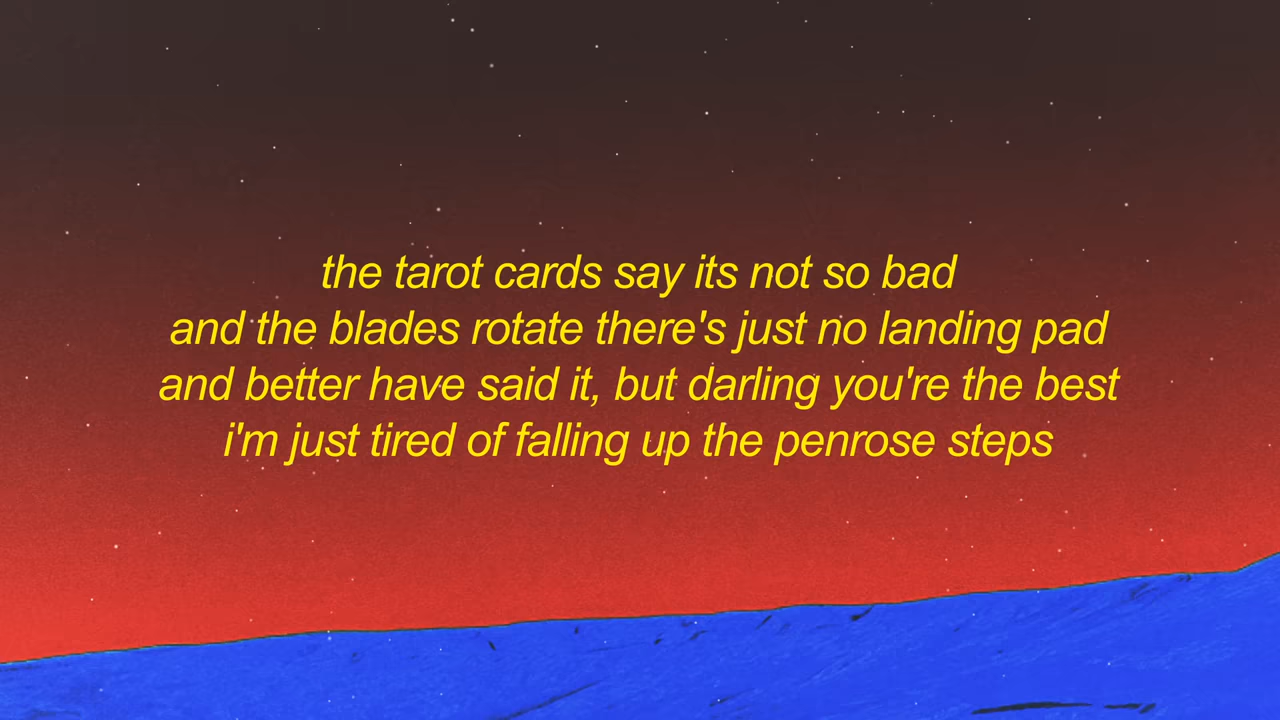 the tarot cards say its not so bad
and the blades rotate there's just no landing pad
and better have said it, but darling you're the best
i'm just tired of falling up the penrose steps